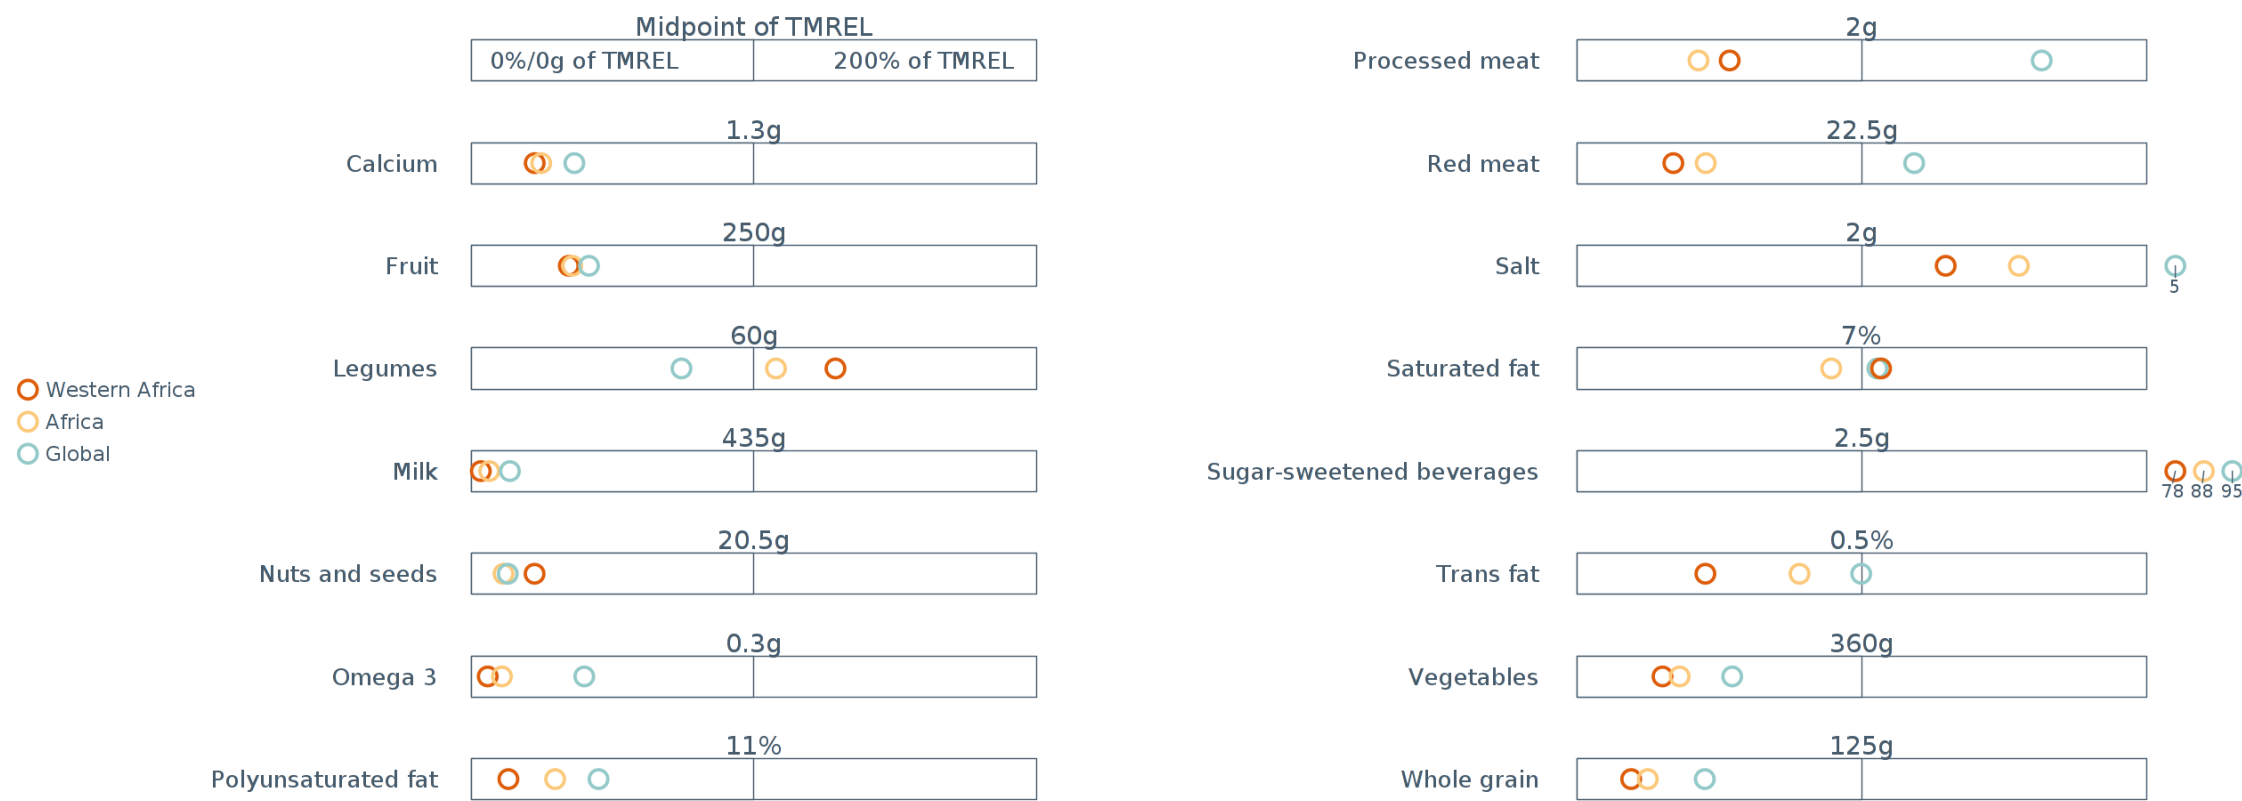 Midpoint of TMREL
0%/0g of TMREL 200% of TMREL
1.3g
Calcium
250g
Fruit
60g
Legumes
435g
Milk
20.5g
Nuts and seeds
0.3g
Omega 3
11%
Polyunsaturated fat
Western Africa
Africa
Global
2g
Processed meat
22.5g
Red meat
2g
Salt
5
7%
Saturated fat
2.5g
Sugar-sweetened beverages
78 88 95
0.5%
Trans fat
360g
Vegetables
125g
Whole grain